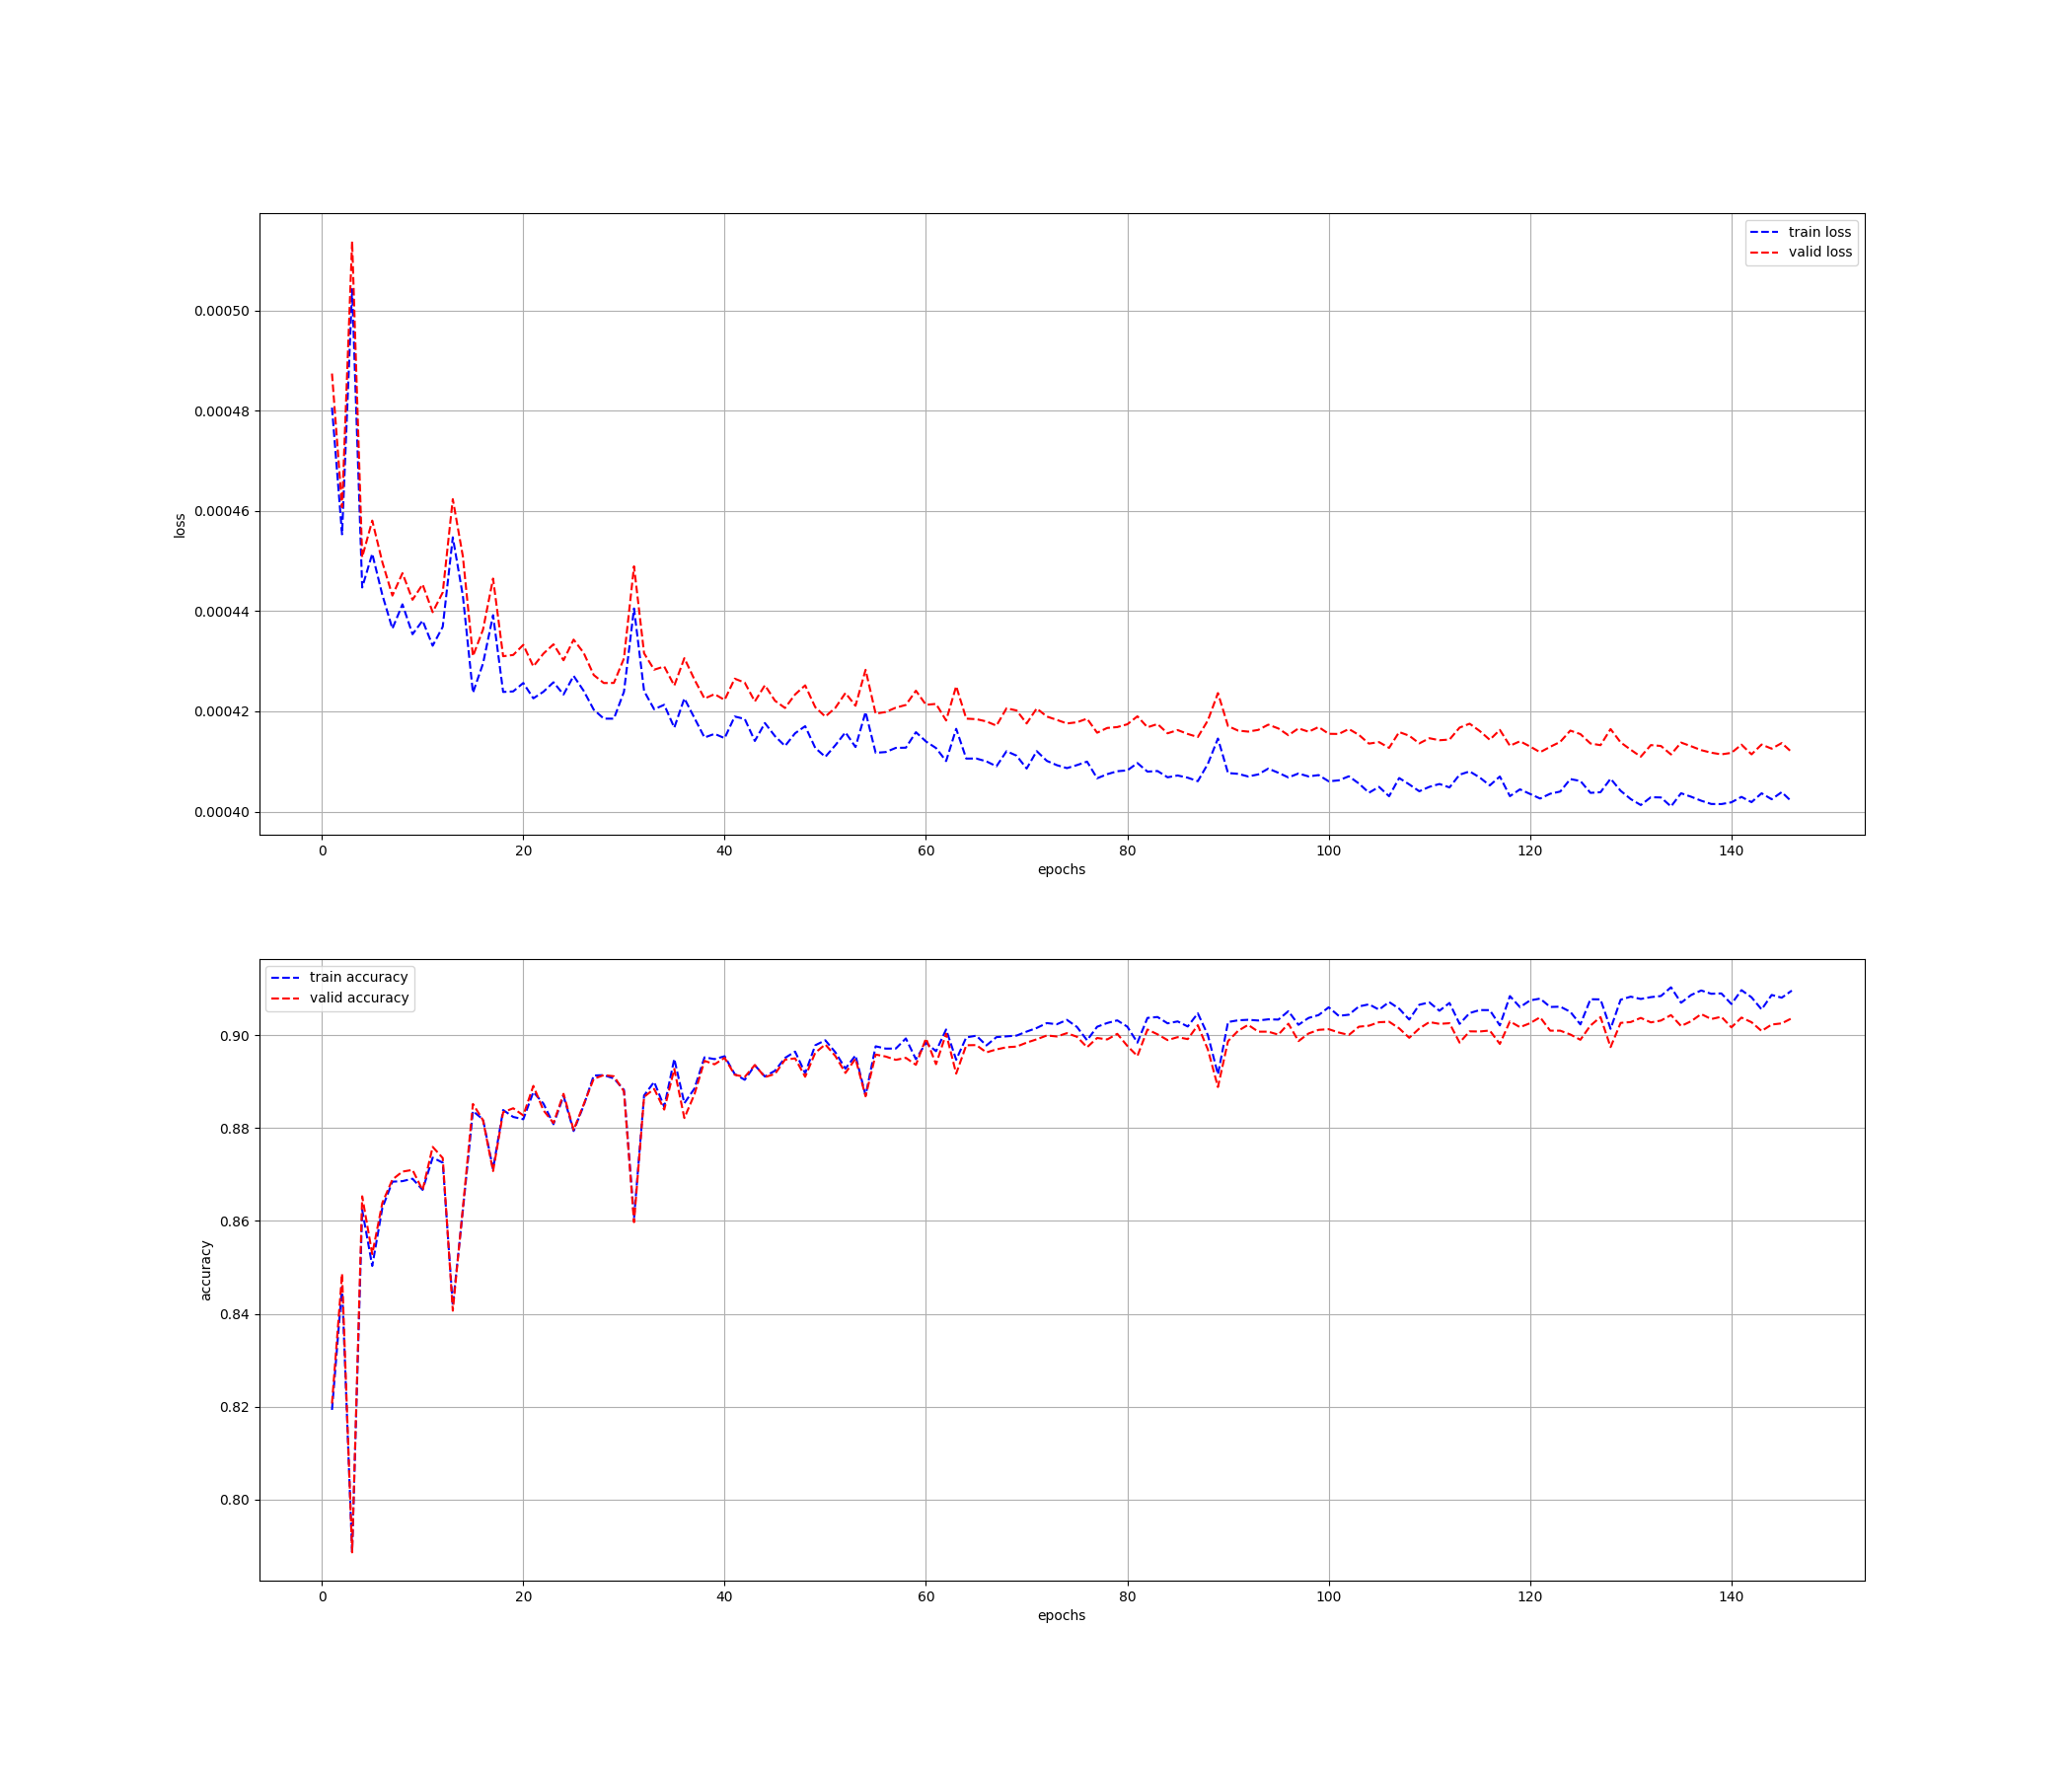 train loss
valid loss
0.00050
0.00048
0.00046
0.00044
0.00042
0.00040
loss
0 20 40 60 80 100 120 140
epochs
train accuracy
valid accuracy
0.90
0.88
0.86
0.84
0.82
0.80
accuracy
0 20 40 60 80 100 120 140
epochs